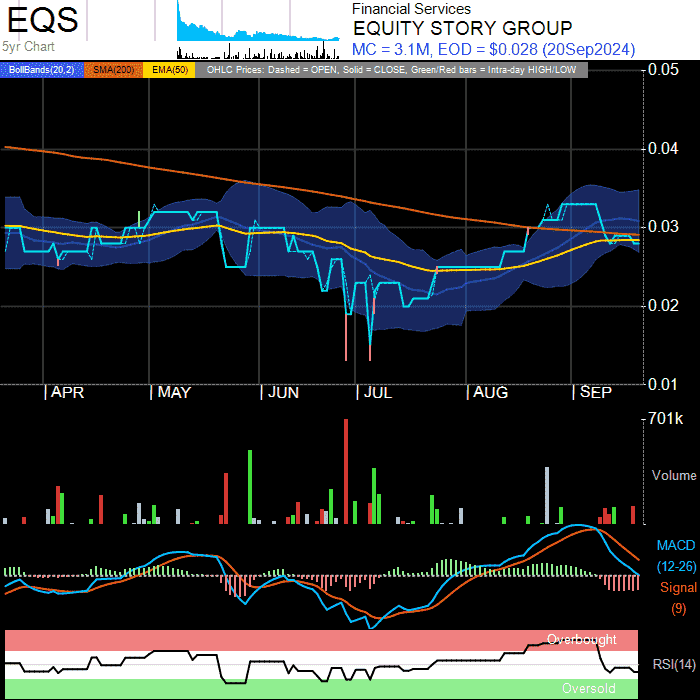 EQS
5yr Chart
Financial Services
EQUITY STORY GROUP
MC = 3.1M, EOD = $0.028 (20Sep2024)
BollBands(20,2) SMA(200) EMA(50) OHLC Prices: Dashed = OPEN, Solid = CLOSE, Green/Red bars = Intra-day HIGH/LOW
0.05
0.04
0.03
0.02
0.01
|APR |MAY |JUN |JUL |AUG |SEP
701k
Volume
MACD
(12-26)
Signal
(9)
Overbought
RSI(14)
Oversold